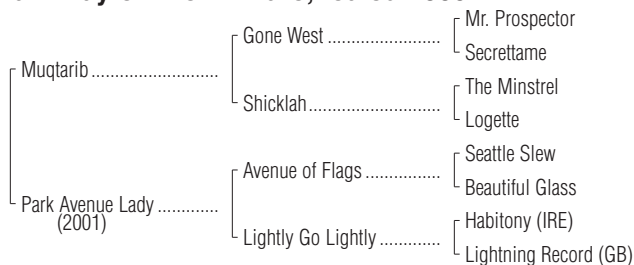 Mr. Prospector
Gone West
Secrettame
Muqtarib
The Minstrel
Shicklah
Logette
Seattle Slew
Avenue of Flags
Beautiful Glass
Park Avenue Lady
(2001)
Habitony (IRE)
Lightly Go Lightly
Lightning Record (GB)